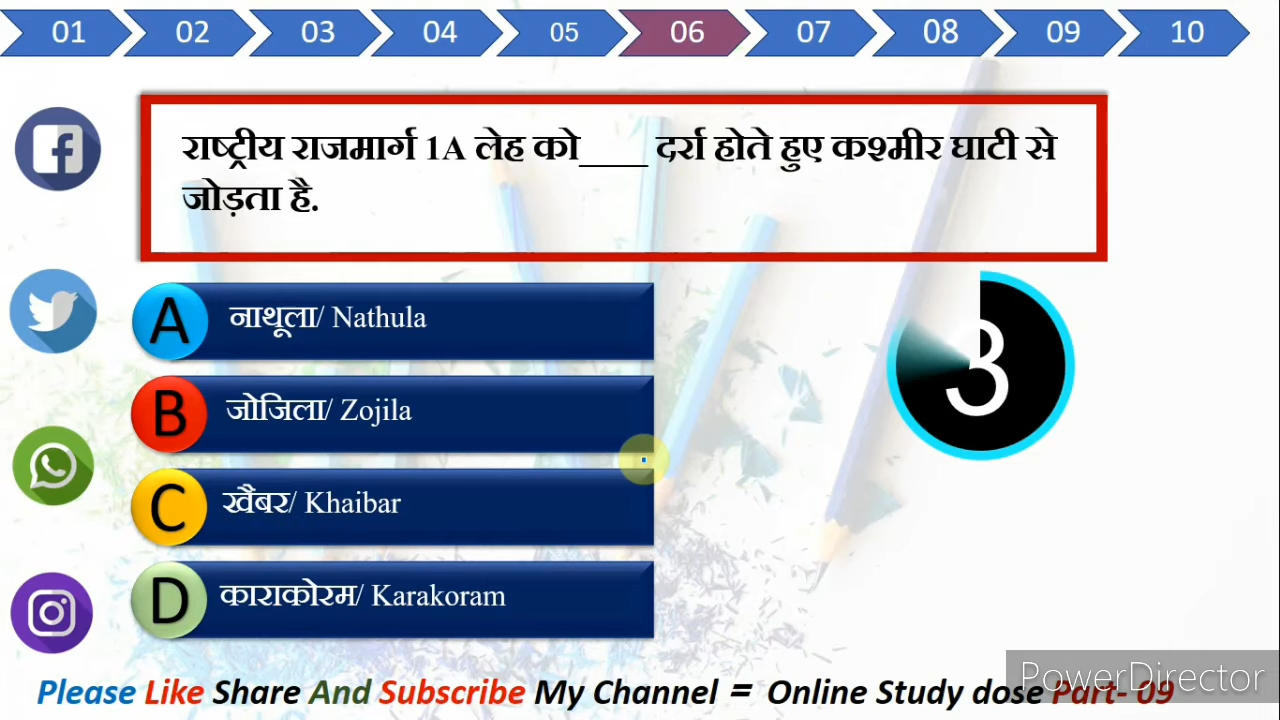 01 02 03 04 05 06 07 08 09 10
राष्ट्रीय राजमार्ग 1A लेह को____ दर्रा होते हुए कश्मीर घाटी से
जोड़ता है.
A नाथूला/ Nathula
3
B जोजिला/ Zojila
C खैबर/ Khaibar
D काराकोरम/ Karakoram
Please Like Share And Subscribe My Channel = Online Study dose Part- 09
PowerDirector